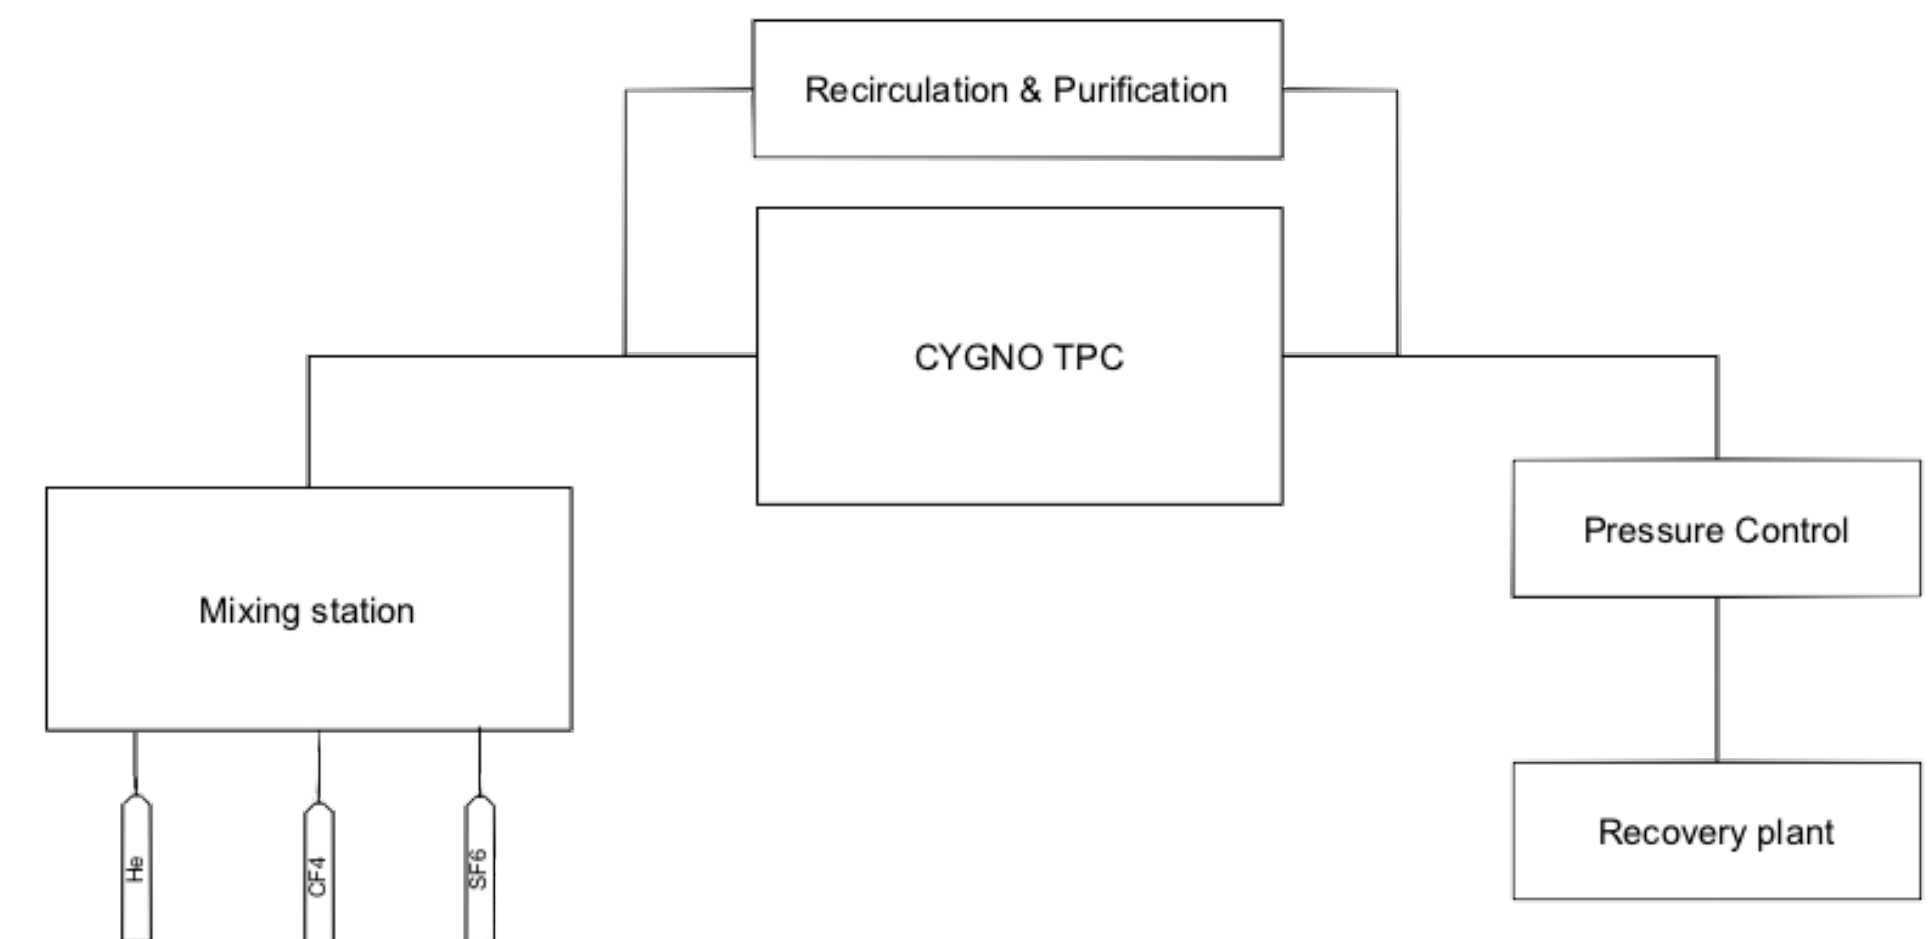 Recirculation & Purification
CYGNO TPC
Pressure Control
Mixing station
Recovery plant
He
CF4
SF6